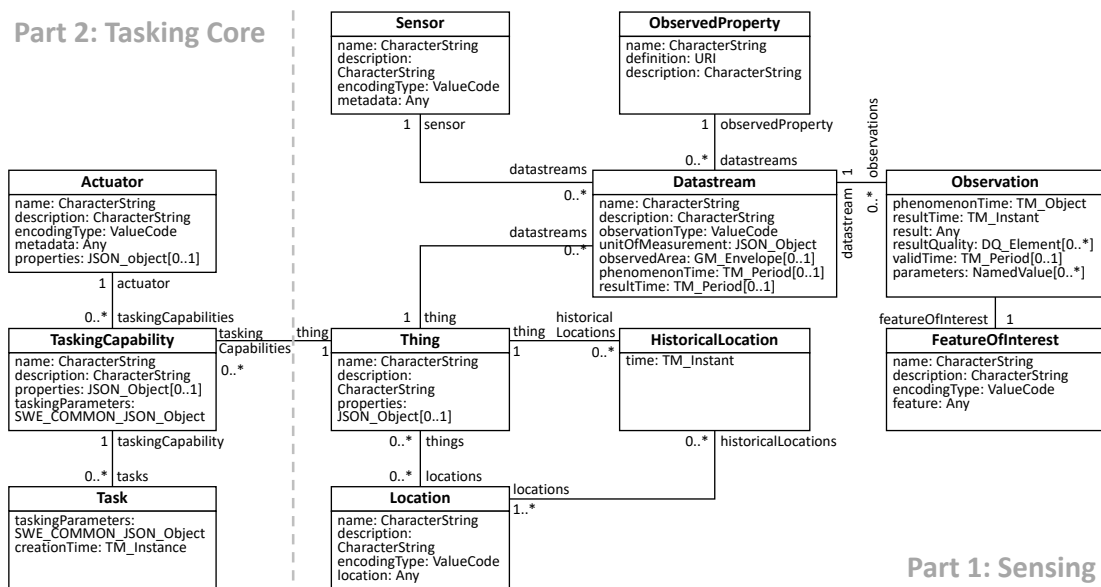 Part 2: Tasking Core
Sensor
name: CharacterString
description:
CharacterString
encodingType: ValueCode
metadata: Any
1 sensor
ObservedProperty
name: CharacterString
definition: URI
description: CharacterString
1 observedProperty
0..* datastreams
datastreams
0..*
Datastream
name: CharacterString
description: CharacterString
observationType: ValueCode
unitOfMeasurement: JSON_Object
observedArea: GM_Envelope[0..1]
phenomenonTime: TM_Period[0..1]
resultTime: TM_Period[0..1]
1
datastream
observations
0..*
Observation
phenomenonTime: TM_Object
resultTime: TM_Instant
result: Any
resultQuality: DQ_Element[0..*]
validTime: TM_Period[0..1]
parameters: NamedValue[0..*]
Actuator
name: CharacterString
description: CharacterString
encodingType: ValueCode
metadata: Any
properties: JSON_object[0..1]
1 actuator
0..* taskingCapabilities
datastreams
0..*
1 thing
featureOfInterest 1
TaskingCapability
name: CharacterString
description: CharacterString
properties: JSON_Object[0..1]
taskingParameters:
SWE_COMMON_JSON_Object
tasking
Capabilities
0..*
thing
1
Thing
name: CharacterString
description:
CharacterString
properties:
JSON_Object[0..1]
thing
1
historical
Locations
0..*
HistoricalLocation
time: TM_Instant
FeatureOfInterest
name: CharacterString
description: CharacterString
encodingType: ValueCode
feature: Any
1 taskingCapability
0..* tasks
0..* things
0..* locations
0..* historicalLocations
Task
taskingParameters:
SWE_COMMON_JSON_Object
creationTime: TM_Instance
Location
name: CharacterString
description:
CharacterString
encodingType: ValueCode
location: Any
locations
1..*
Part 1: Sensing